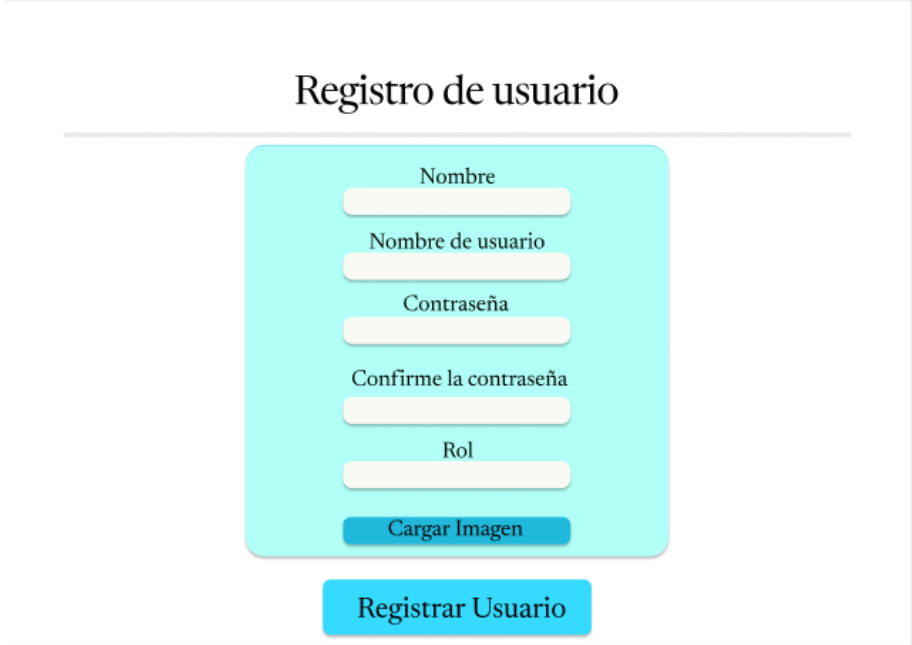 Registro de usuario
Nombre
Nombre de usuario
Contraseña
Confirme la contraseña
Rol
Cargar Imagen
Registrar Usuario